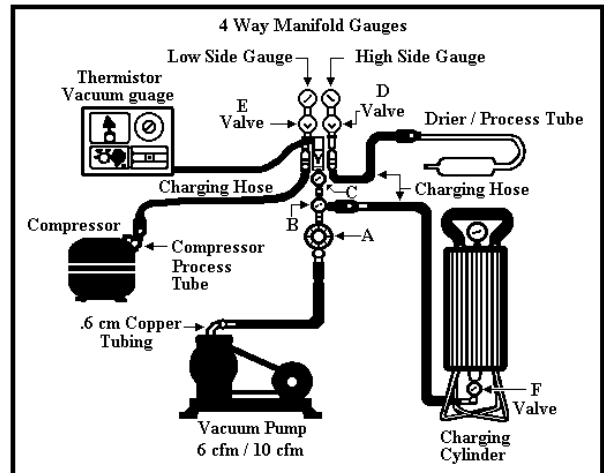 4 Way Manifold Gauges
Low Side Gauge
High Side Gauge
Thermistor
Vacuum guage
E
Valve
D
Valve
Drier / Process Tube
Charging Hose
C
Charging Hose
B
A
Compressor
Compressor
Process
Tube
.6 cm Copper
Tubing
Vacuum Pump
6 cfm / 10 cfm
F
Valve
Charging
Cylinder